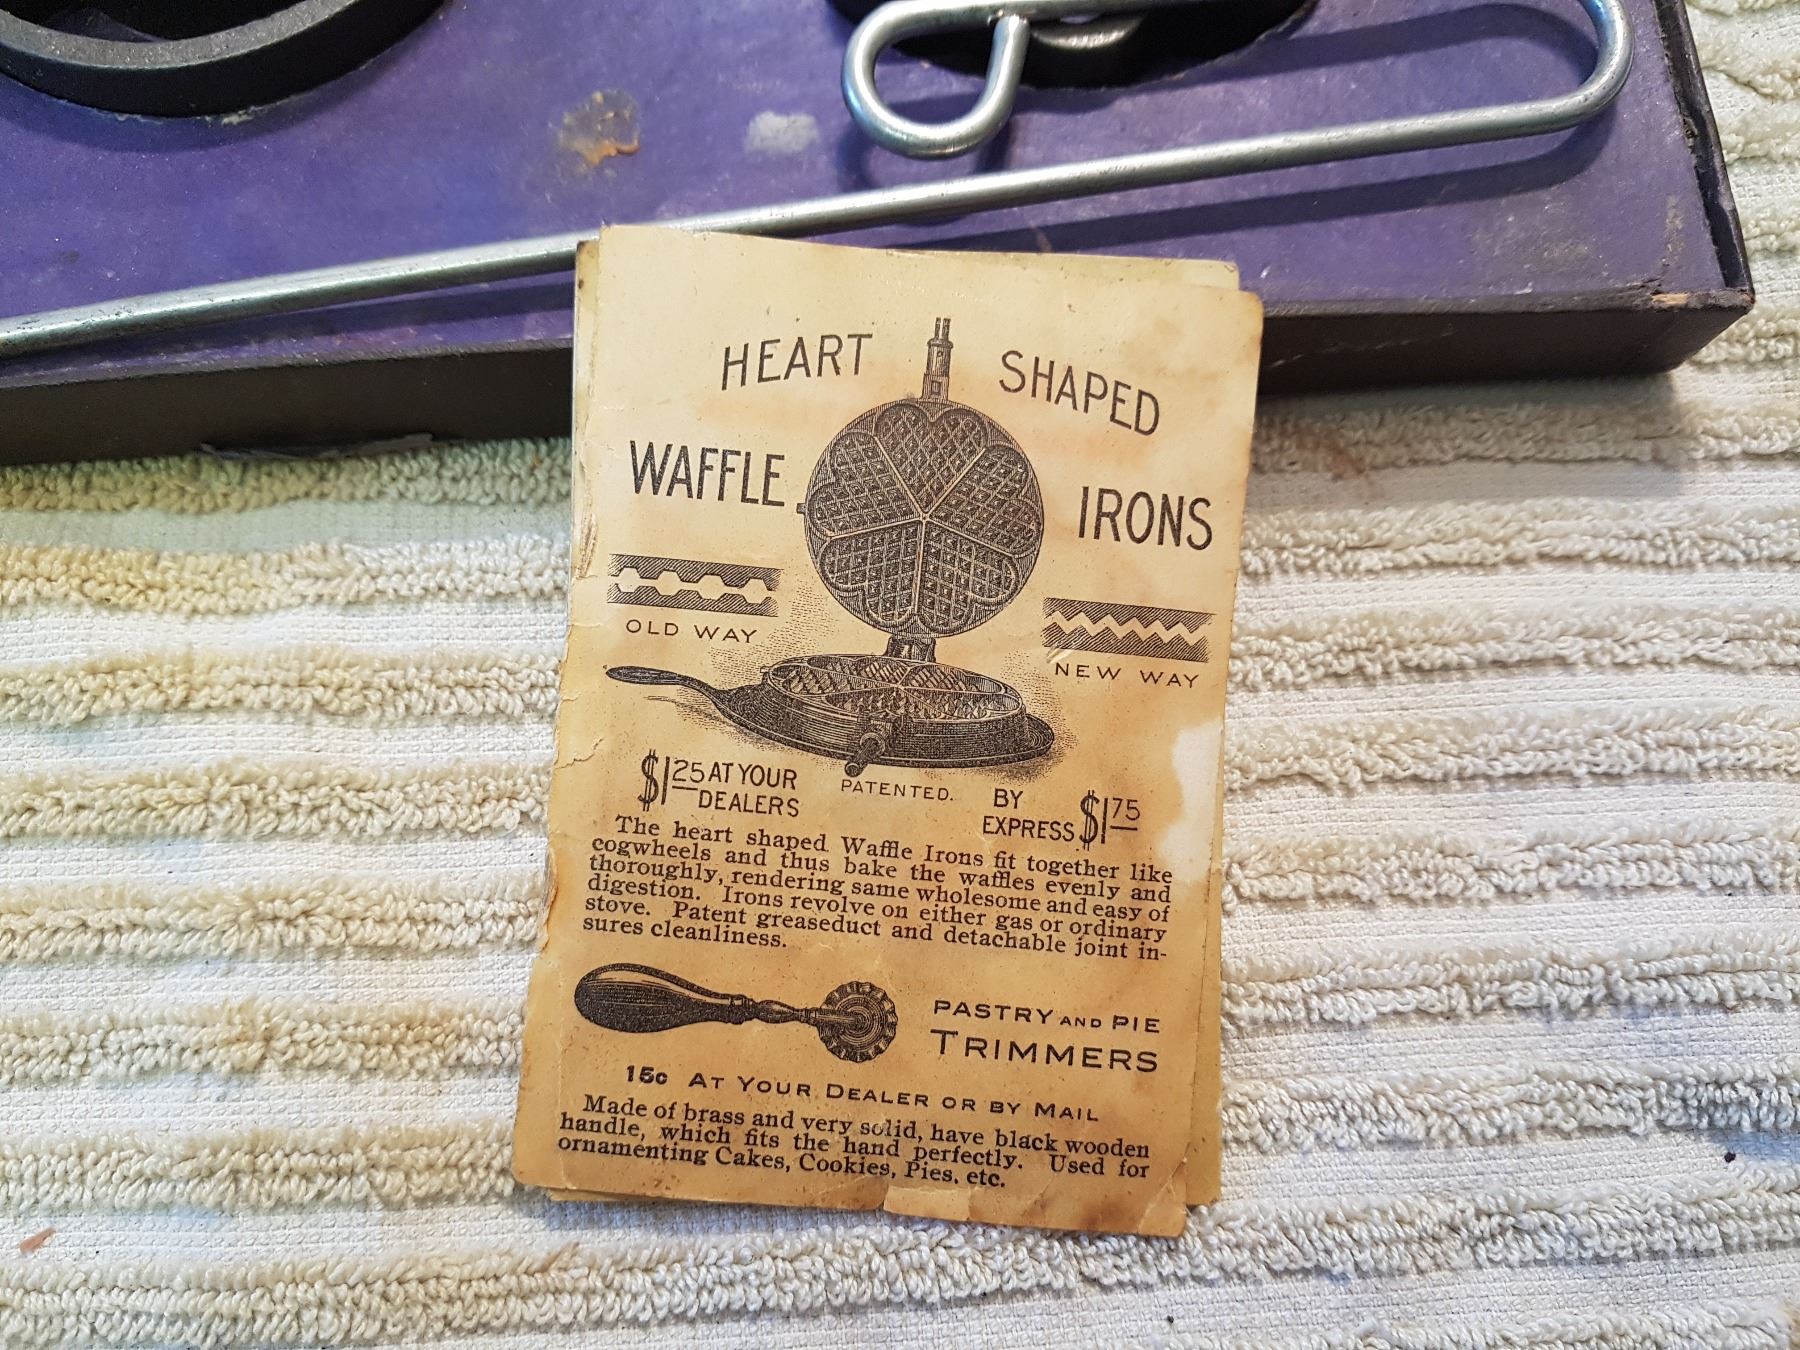 HEART SHAPED
WAFFLE IRONS
OLD WAY
NEW WAY
$1 25 AT YOUR DEALERS
PATENTED.
BY EXPRESS $1 75
The heart shaped Waffle Irons fit together like
cogwheels and thus bake the waffles evenly and
thoroughly, rendering same wholesome and easy of
digestion. Irons revolve on either gas or ordinary
stove. Patent greaseduct and detachable joint in-
sures cleanliness.
PASTRY AND PIE
TRIMMERS
15c AT YOUR DEALER OR BY MAIL
Made of brass and very solid, have black wooden
handle, which fits the hand perfectly. Used for
ornamenting Cakes, Cookies, Pies, etc.
7